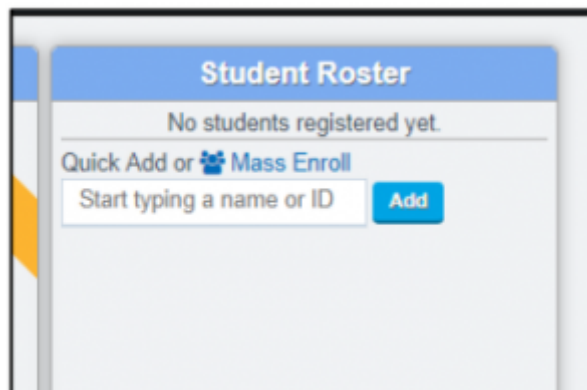 Student Roster
No students registered yet.
Quick Add or Mass Enroll
Start typing a name or ID Add